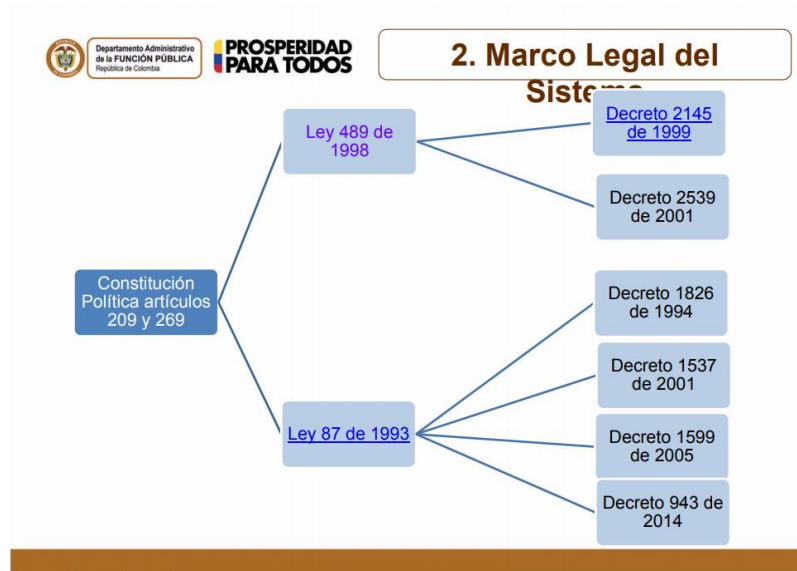 Departamento Administrativo
de la FUNCIÓN PÚBLICA
República de Colombia
PROSPERIDAD
PARA TODOS
2. Marco Legal del
Sistema
Ley 489 de
1998
Decreto 2145
de 1999
Decreto 2539
de 2001
Constitución
Política artículos
209 y 269
Ley 87 de 1993
Decreto 1826
de 1994
Decreto 1537
de 2001
Decreto 1599
de 2005
Decreto 943 de
2014